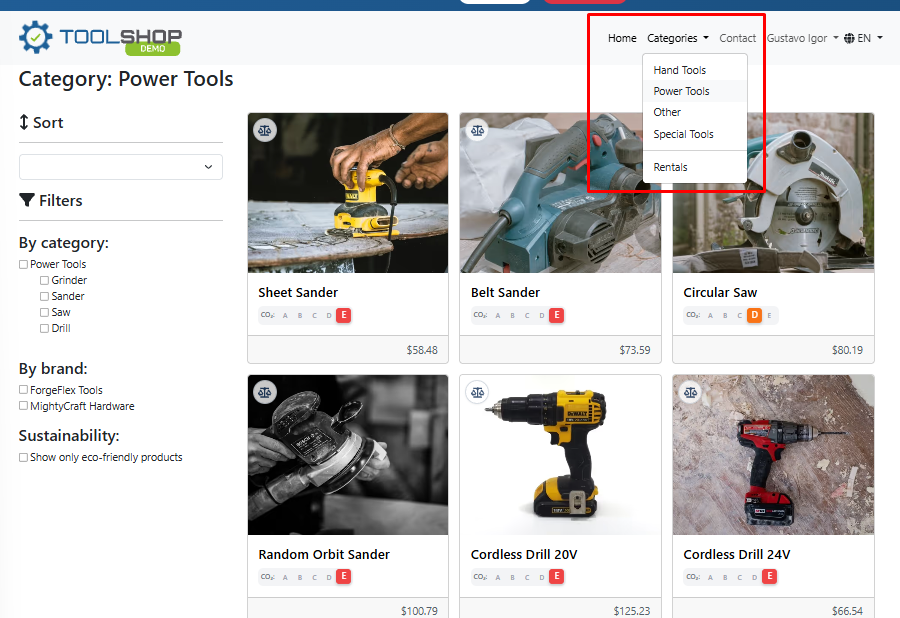 TOOLSHOP
DEMO
Home Categories Contact Gustavo Igor EN
Hand Tools
Power Tools
Other
Special Tools
Rentals
Category: Power Tools
Sort
Filters
By category:
Power Tools
Grinder
Sander
Saw
Drill
By brand:
ForgeFlex Tools
MightyCraft Hardware
Sustainability:
Show only eco-friendly products
Sheet Sander
CO₂: A B C D E
$58.48
Belt Sander
CO₂: A B C D E
$73.59
Circular Saw
CO₂: A B C D E
$80.19
Random Orbit Sander
CO₂: A B C D E
$100.79
DEWALT
Cordless Drill 20V
CO₂: A B C D E
$125.23
Cordless Drill 24V
CO₂: A B C D E
$66.54